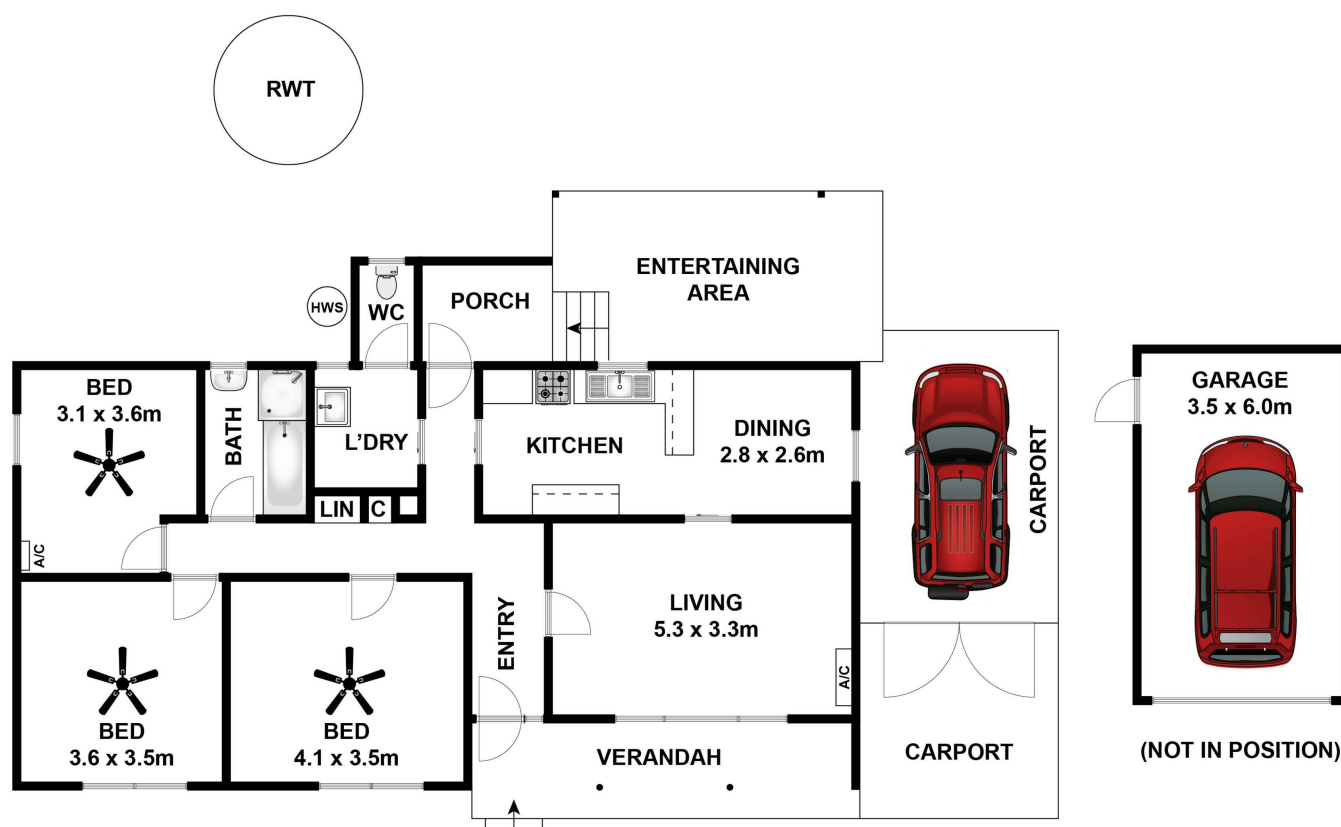 RWT
ENTERTAINING
AREA
HWS
WC
PORCH
BED
3.1 x 3.6m
BATH
L'DRY
KITCHEN
DINING
2.8 x 2.6m
CARPORT
GARAGE
3.5 x 6.0m
LIN
C
A/C
ENTRY
LIVING
5.3 x 3.3m
A/C
BED
3.6 x 3.5m
BED
4.1 x 3.5m
VERANDAH
CARPORT
(NOT IN POSITION)